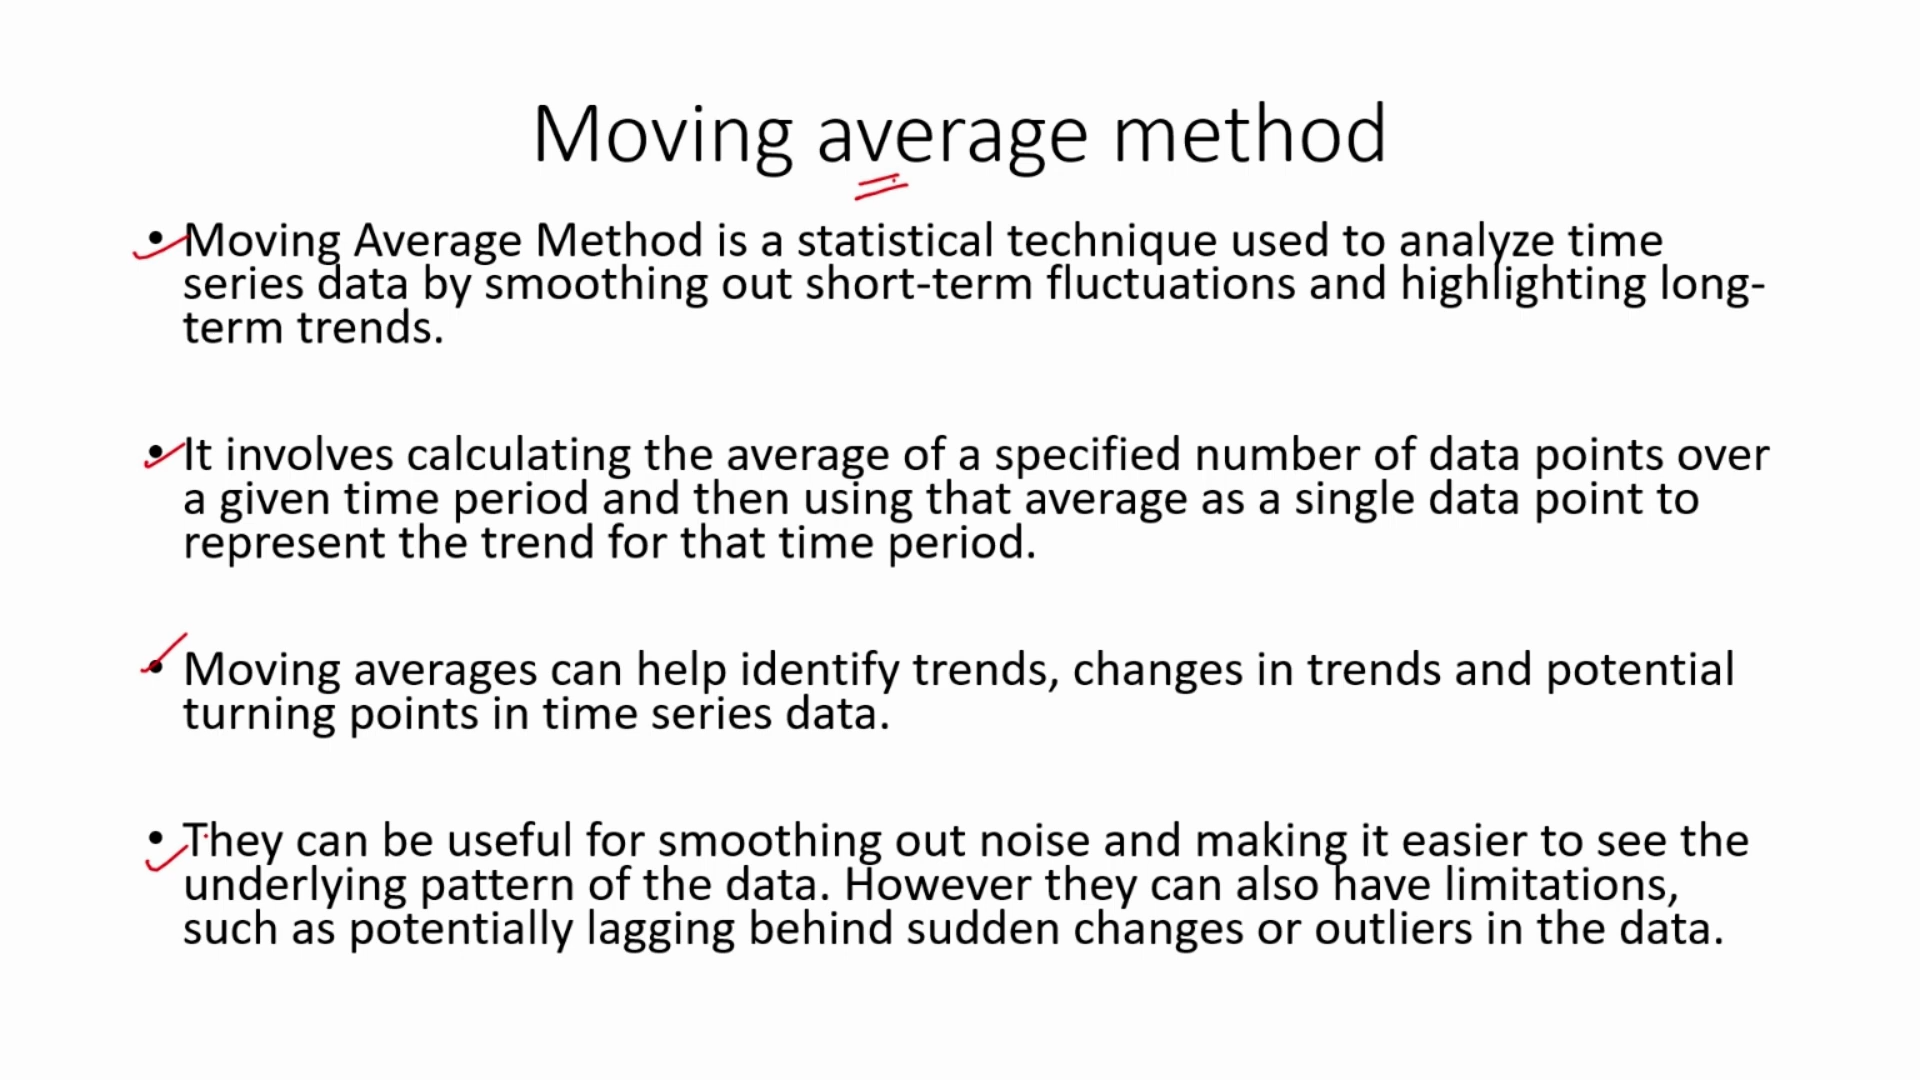 Moving average method
• Moving Average Method is a statistical technique used to analyze time
series data by smoothing out short-term fluctuations and highlighting long-
term trends.
• It involves calculating the average of a specified number of data points over
a given time period and then using that average as a single data point to
represent the trend for that time period.
• Moving averages can help identify trends, changes in trends and potential
turning points in time series data.
• They can be useful for smoothing out noise and making it easier to see the
underlying pattern of the data. However they can also have limitations,
such as potentially lagging behind sudden changes or outliers in the data.